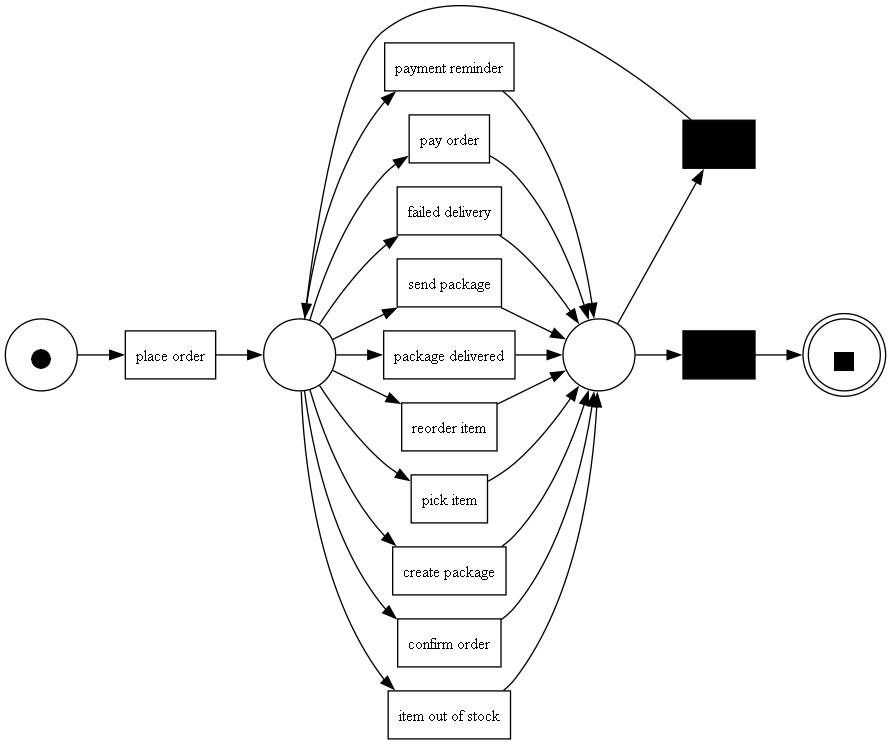 payment reminder
pay order
failed delivery
send package
place order
package delivered
reorder item
pick item
create package
confirm order
item out of stock